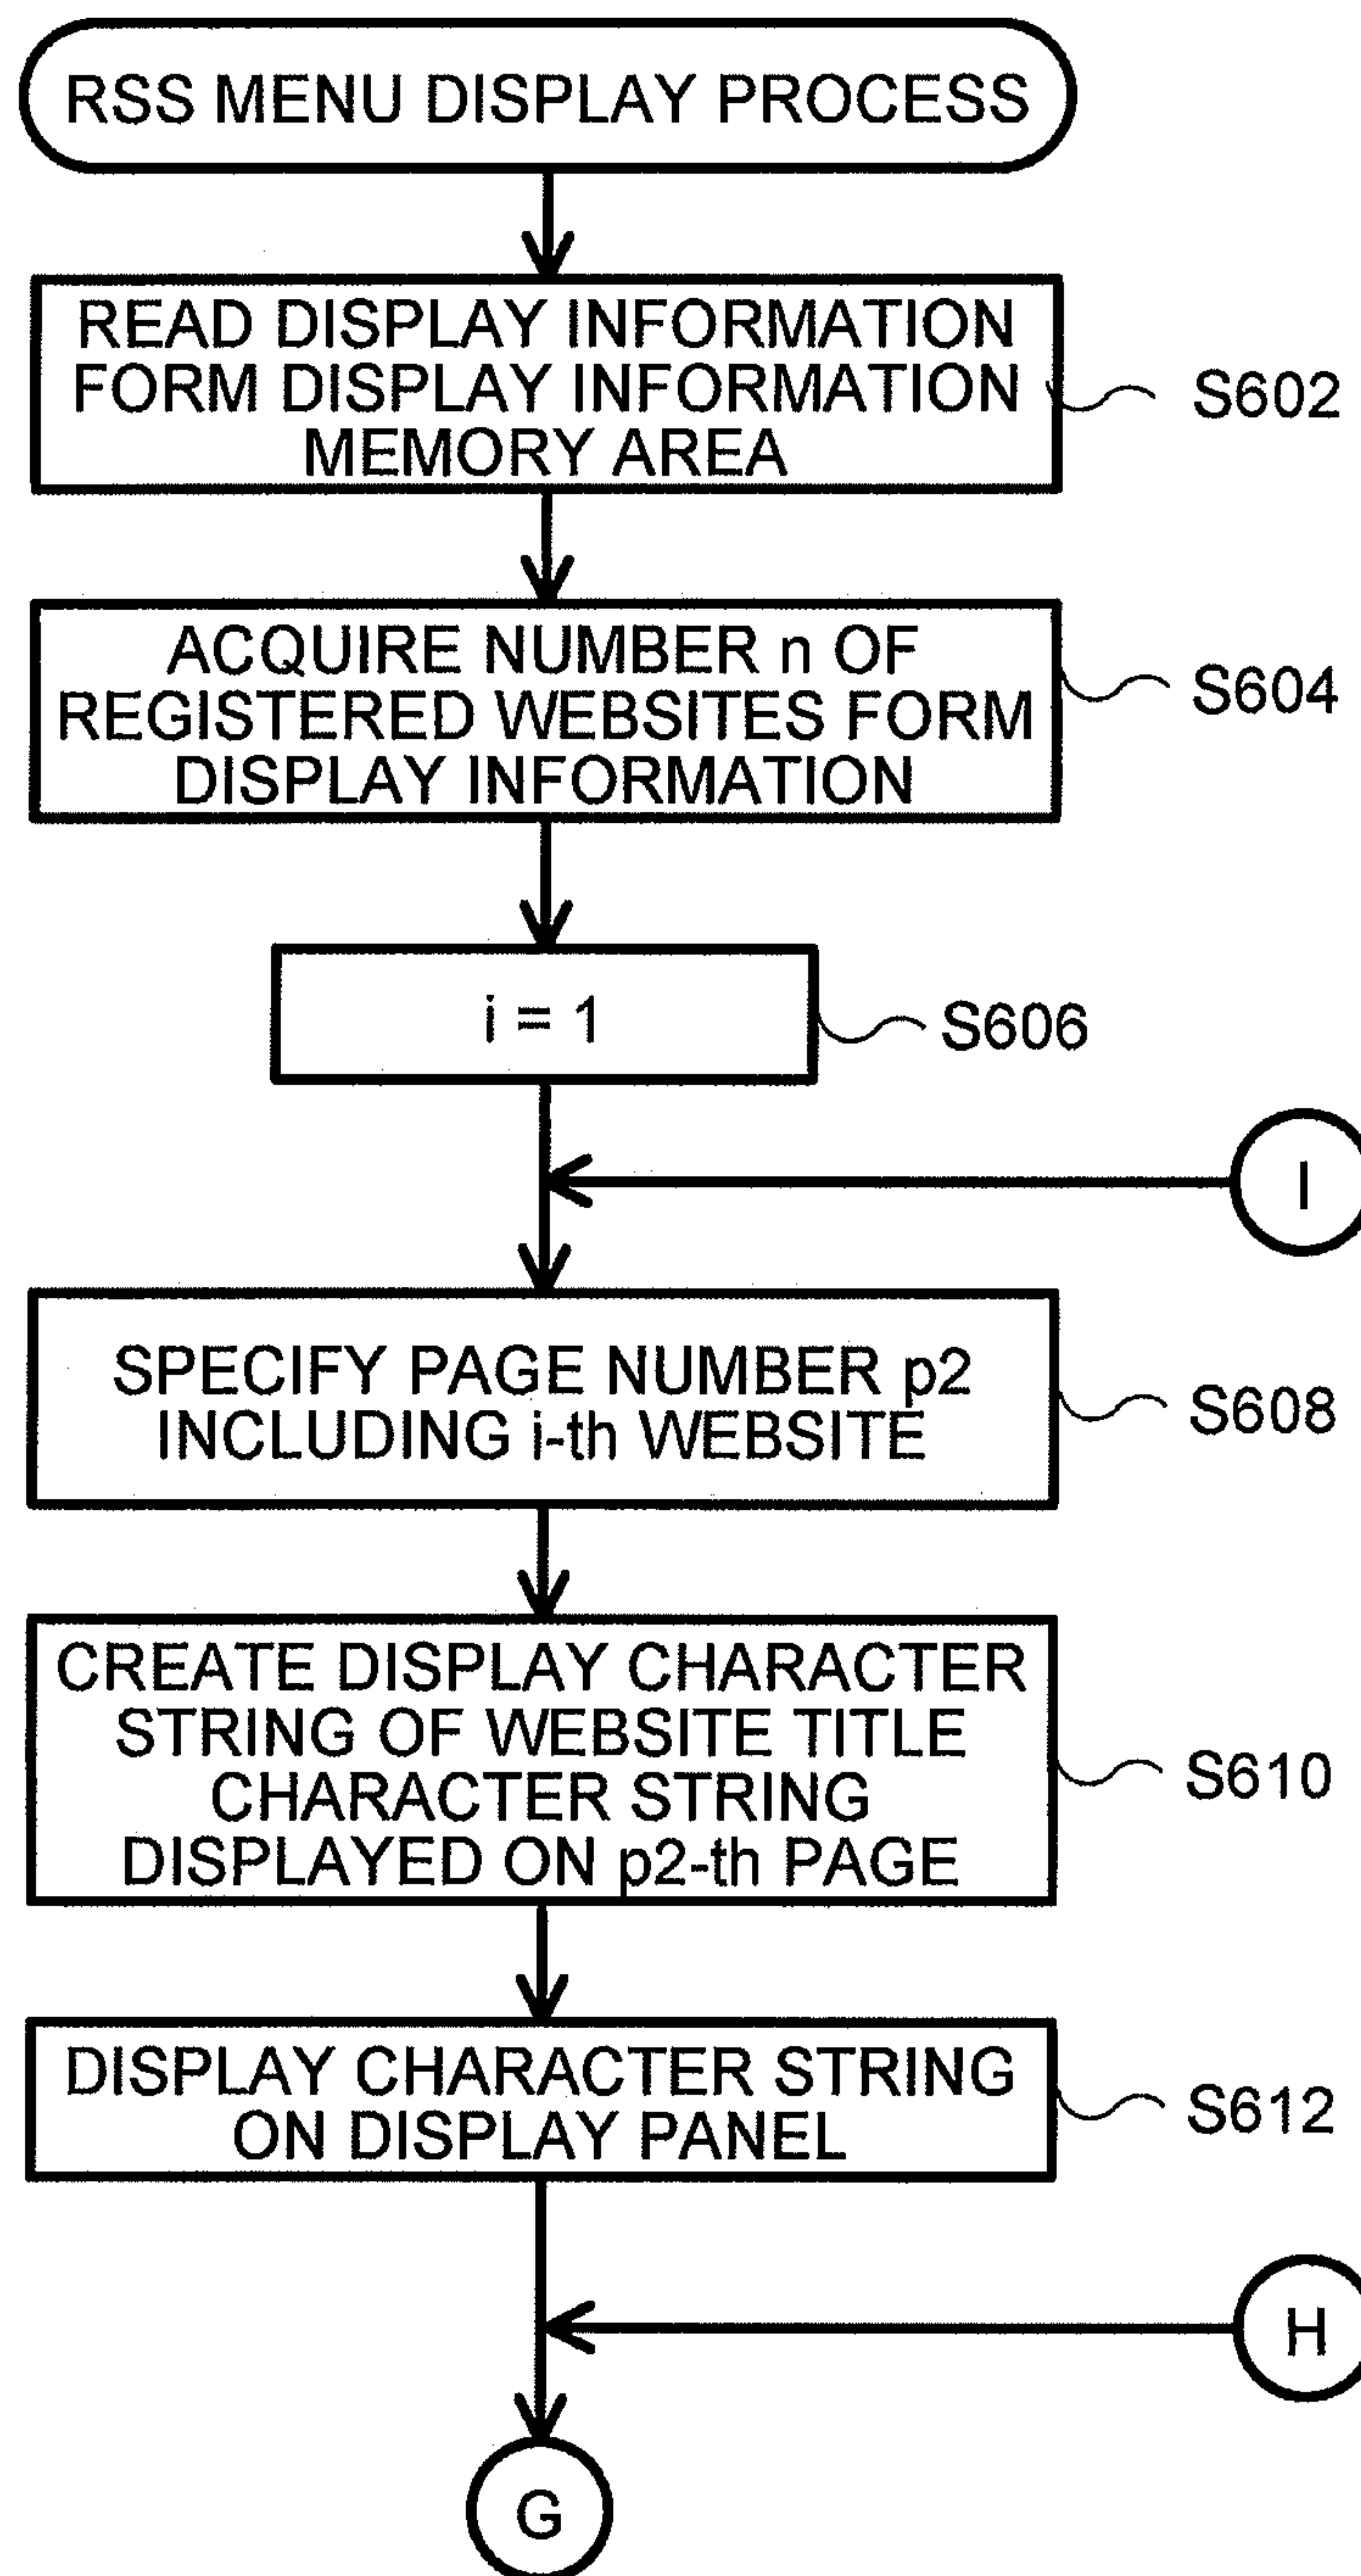 RSS MENU DISPLAY PROCESS
READ DISPLAY INFORMATION
FORM DISPLAY INFORMATION
MEMORY AREA
S602
ACQUIRE NUMBER n OF
REGISTERED WEBSITES FORM
DISPLAY INFORMATION
S604
i = 1
S606
I
SPECIFY PAGE NUMBER p2
INCLUDING i-th WEBSITE
S608
CREATE DISPLAY CHARACTER
STRING OF WEBSITE TITLE
CHARACTER STRING
DISPLAYED ON p2-th PAGE
S610
DISPLAY CHARACTER STRING
ON DISPLAY PANEL
S612
H
G